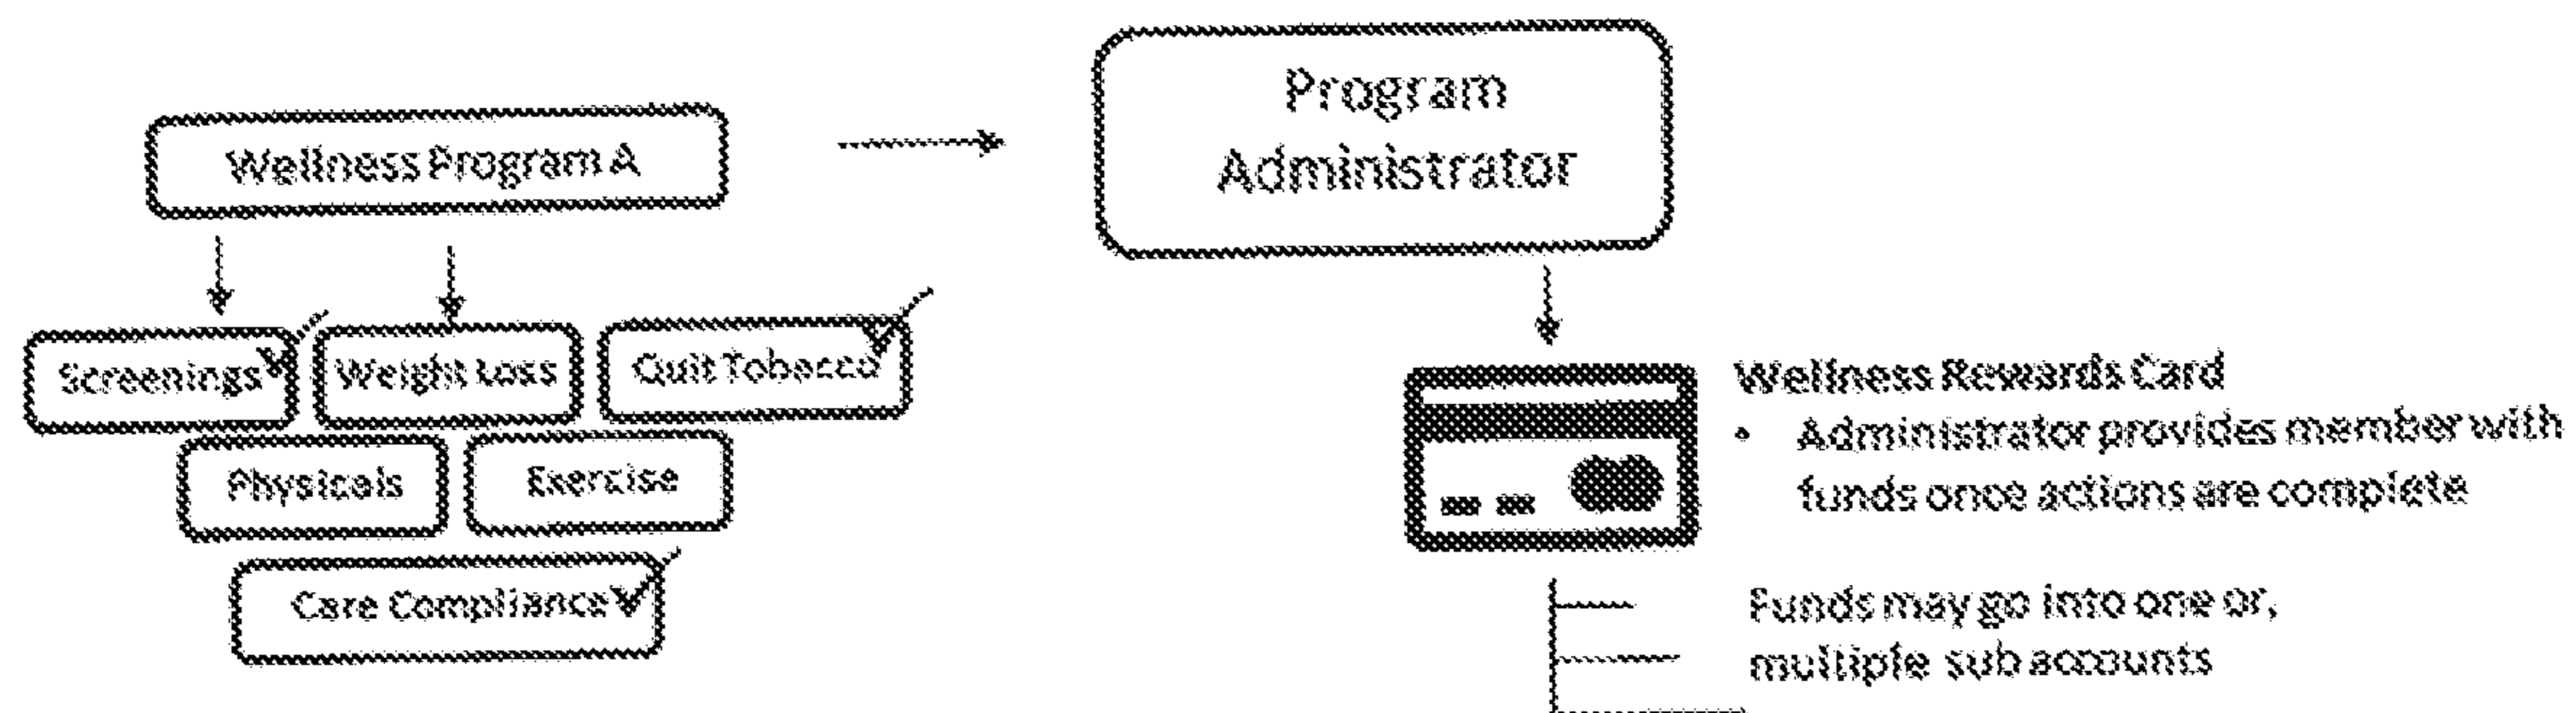 Program
Administrator
Wellness Program A
Screenings
Weight Loss
Quit Tobacco
Physicals
Exercise
Care Compliance
Wellness Rewards Card
• Administrator provides member with
funds once actions are complete
Funds may go into one or,
multiple sub accounts